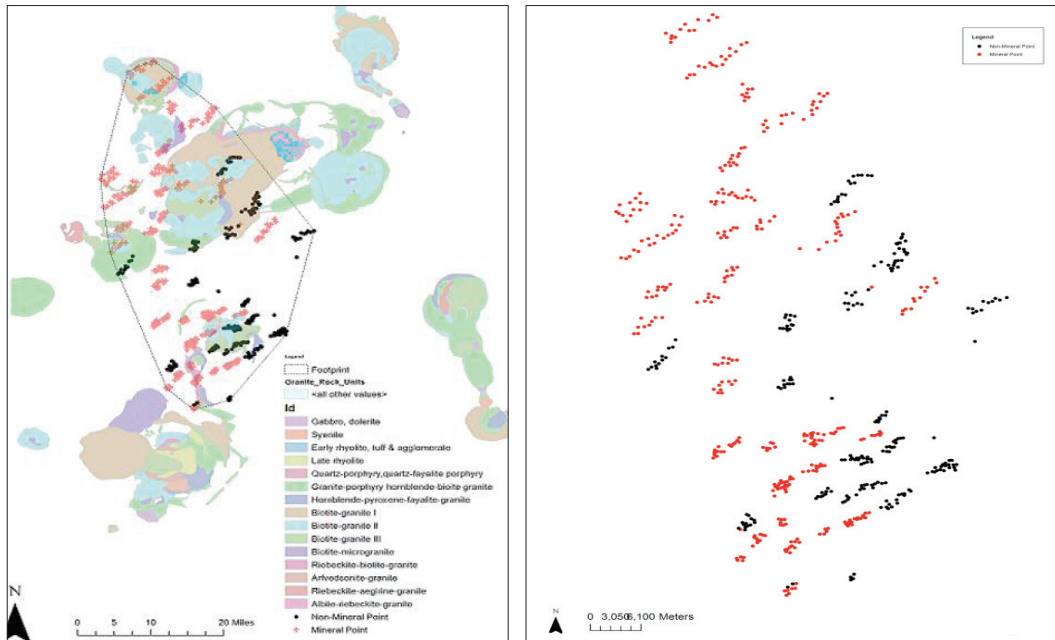 Legend
Footprint
Granite_Rock_Units
<all other values>
Id
Gabbro, dolerite
Syenite
Early rhyolite, tuff & agglomerate
Late rhyolite
Quartz-porphyry,quartz-fayalite porphyry
Granite-porphyry hornblende-bioite granite
Hornblende-pyroxene-fayalite-granite
Biotite-granite I
Biotite-granite II
Biotite-granite III
Biotite-microgranite
Riebeckite-biotite-granite
Arfvedsonite-granite
Riebeckite-aegirine-granite
Albite-riebeckite-granite
Non-Mineral Point
Mineral Point
N
0 5 10 20 Miles
Legend
Non-Mineral Point
Mineral Point
N
0 3,050 6,100 Meters